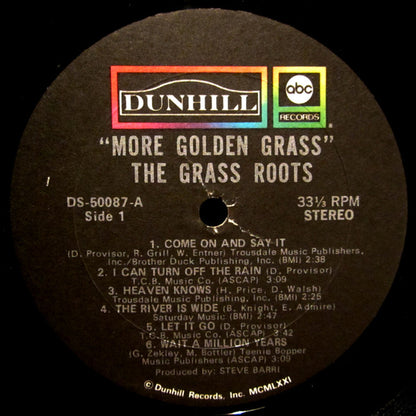 DUNHILL
abc
RECORDS
"MORE GOLDEN GRASS"
THE GRASS ROOTS
DS-50087-A
33⅓ RPM
Side 1
STEREO
1. COME ON AND SAY IT
(D. Provisor, R. Grill, W. Entner) Trousdale Music Publishers,
Inc./Brother Duck Publishing, Inc. (BMI) 2:38
2. I CAN TURN OFF THE RAIN (D. Provisor)
T.C.B. Music Co. (ASCAP) 3:09
3. HEAVEN KNOWS (H. Price, D. Walsh)
Trousdale Music Publishers, Inc. (BMI) 2:25
4. THE RIVER IS WIDE (B. Knight, E. Admire)
Saturday Music (BMI) 2:47
5. LET IT GO (D. Provisor)
T.C.B. Music Co. (ASCAP) 3:42
6. WAIT A MILLION YEARS
(G. Zekley, M. Bottler) Teenie Bopper
Music Publishers (ASCAP) 3:09
Produced by: STEVE BARRI
© Dunhill Records, Inc. MCMLXXI